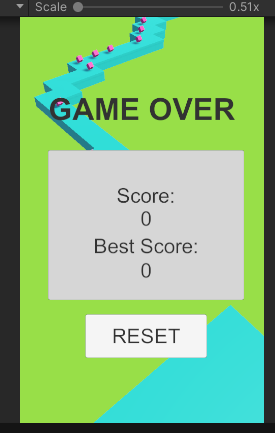 Scale 0.51x
GAME OVER
Score:
0
Best Score:
0
RESET